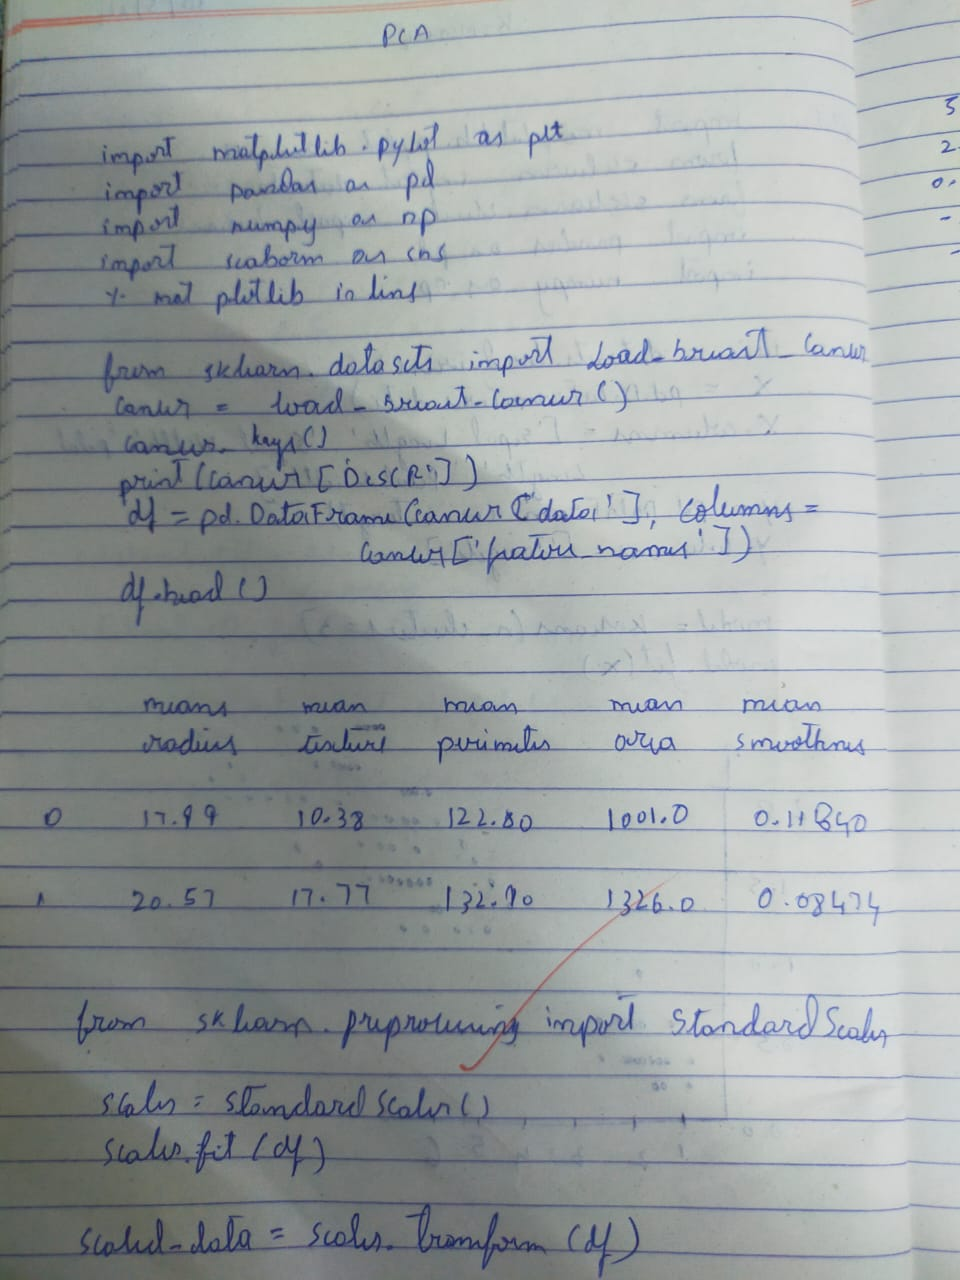 PCA
import matplotlib.pyplot as plt
import pandas as pd
import numpy as np
import seaborn as sns
%matplotlib inline
from sklearn.datasets import load_breast_cancer
cancer = load_breast_cancer()
cancer.keys()
print(cancer['DESCR'])
df = pd.DataFrame(cancer['data'], columns =
cancer['feature_names'])
df.head()
means mean mean mean mean
radius texture perimeter area smoothness
0 17.99 10.38 122.80 1001.0 0.11840
1 20.57 17.77 132.90 1326.0 0.08474
from sklearn.preprocessing import StandardScaler
scaler = StandardScaler()
scaler.fit(df)
scaled_data = scaler.transform(df)